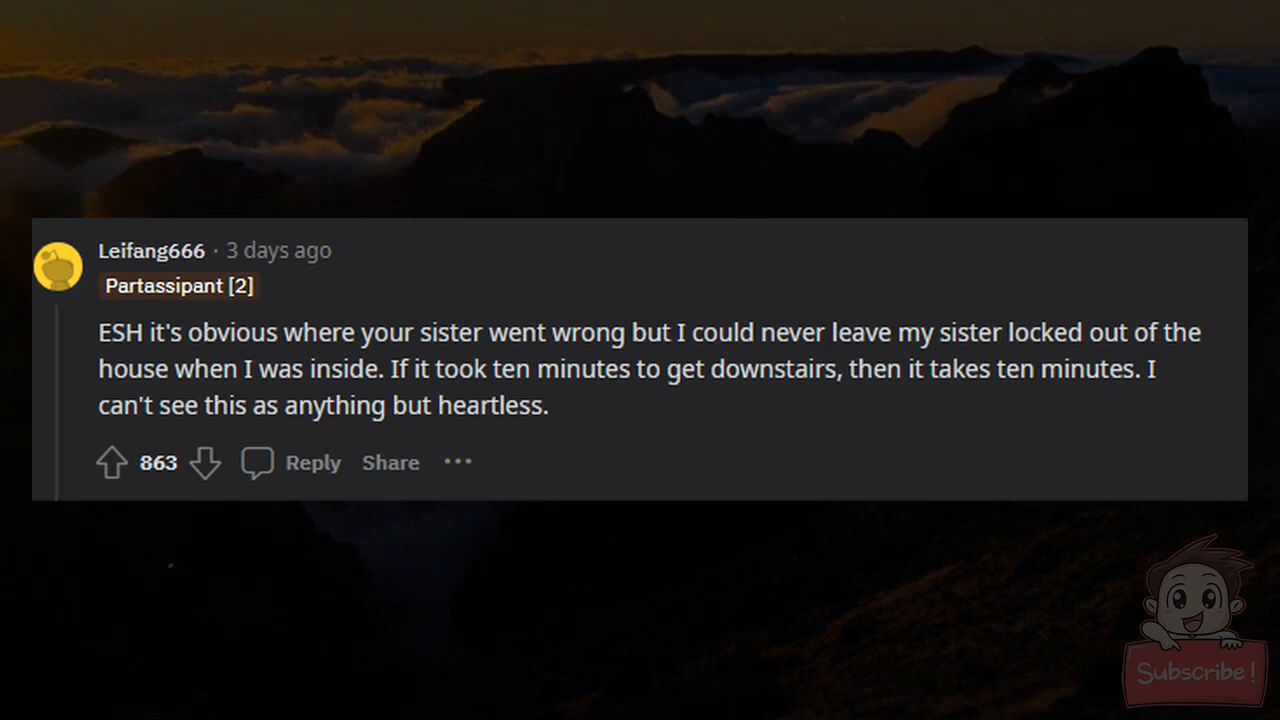 Leifang666 · 3 days ago
Partassipant [2]
ESH it's obvious where your sister went wrong but I could never leave my sister locked out of the
house when I was inside. If it took ten minutes to get downstairs, then it takes ten minutes. I
can't see this as anything but heartless.
863 Reply Share ···
Subscribe!